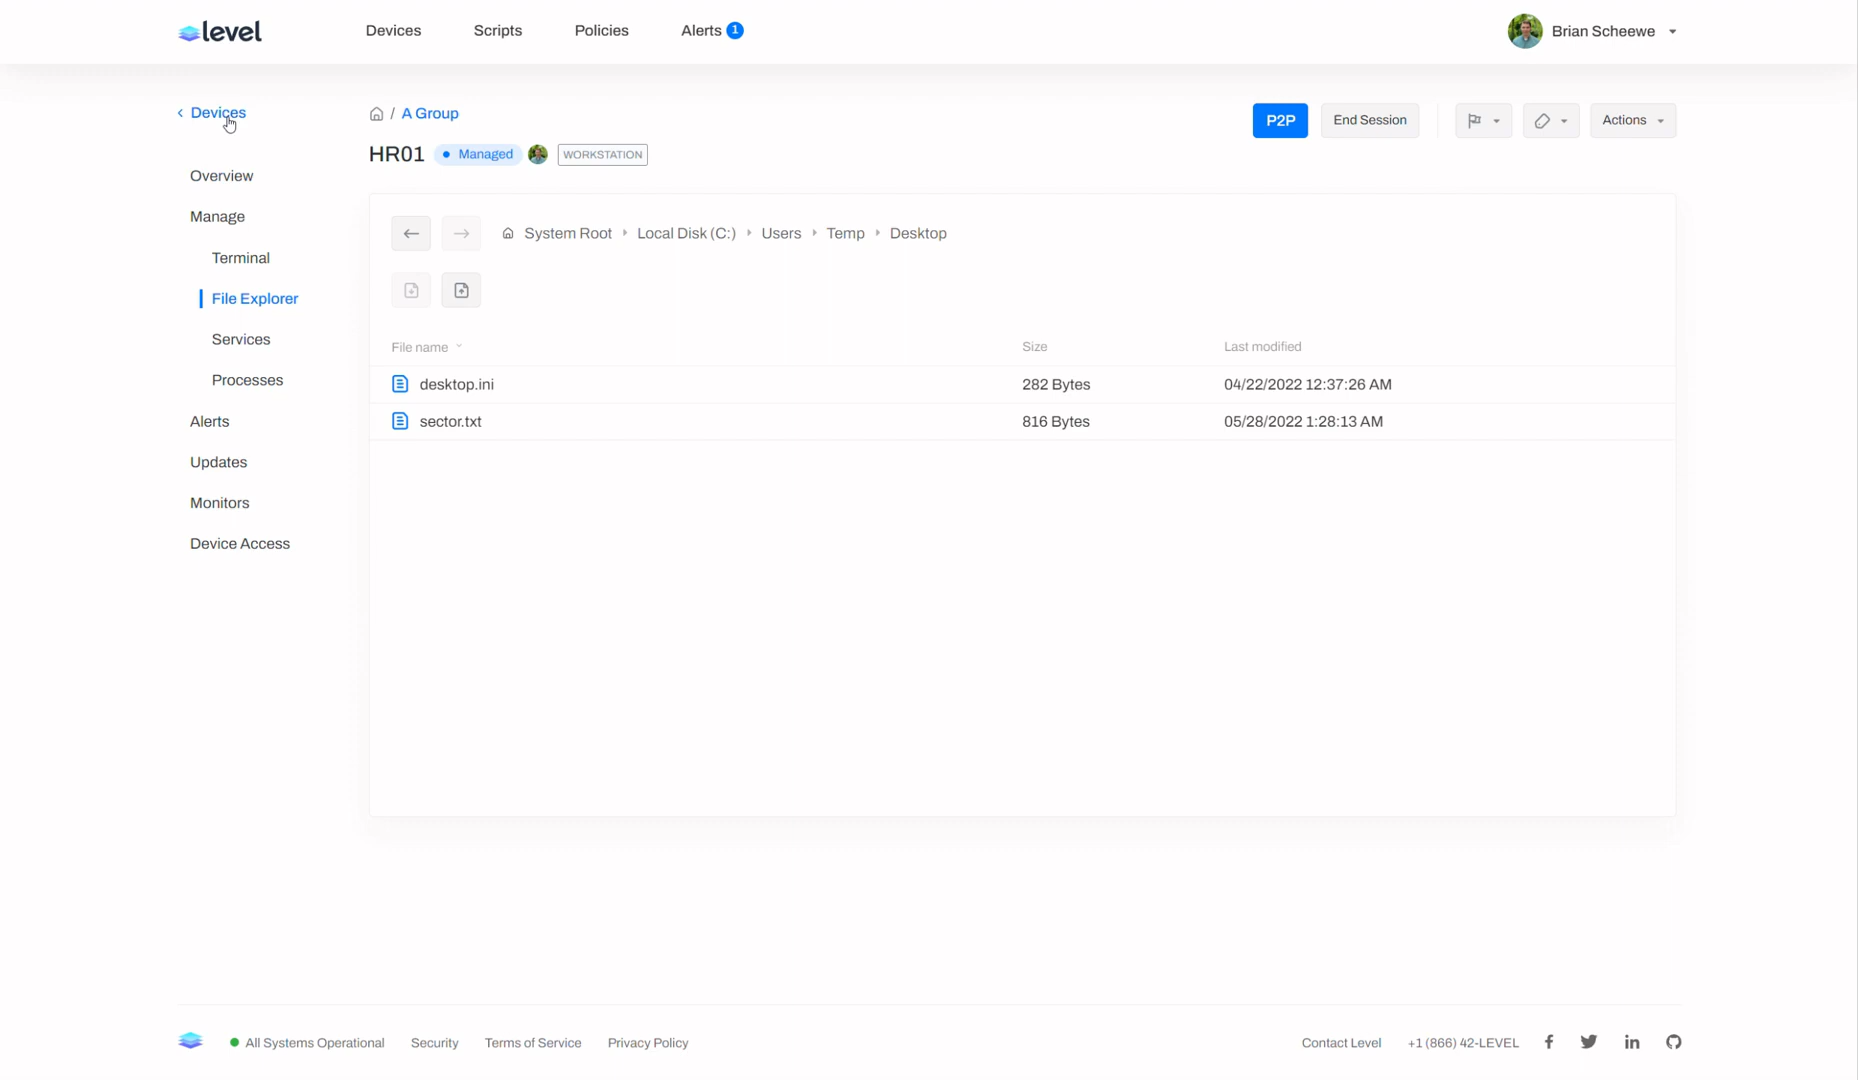 level Devices Scripts Policies Alerts 1 Brian Scheewe
< Devices
Overview
Manage
Terminal
File Explorer
Services
Processes
Alerts
Updates
Monitors
Device Access
/ A Group
HR01 Managed WORKSTATION
P2P End Session Actions
System Root Local Disk (C:) Users Temp Desktop
File name Size Last modified
desktop.ini 282 Bytes 04/22/2022 12:37:26 AM
sector.txt 816 Bytes 05/28/2022 1:28:13 AM
All Systems Operational Security Terms of Service Privacy Policy Contact Level +1 (866) 42-LEVEL